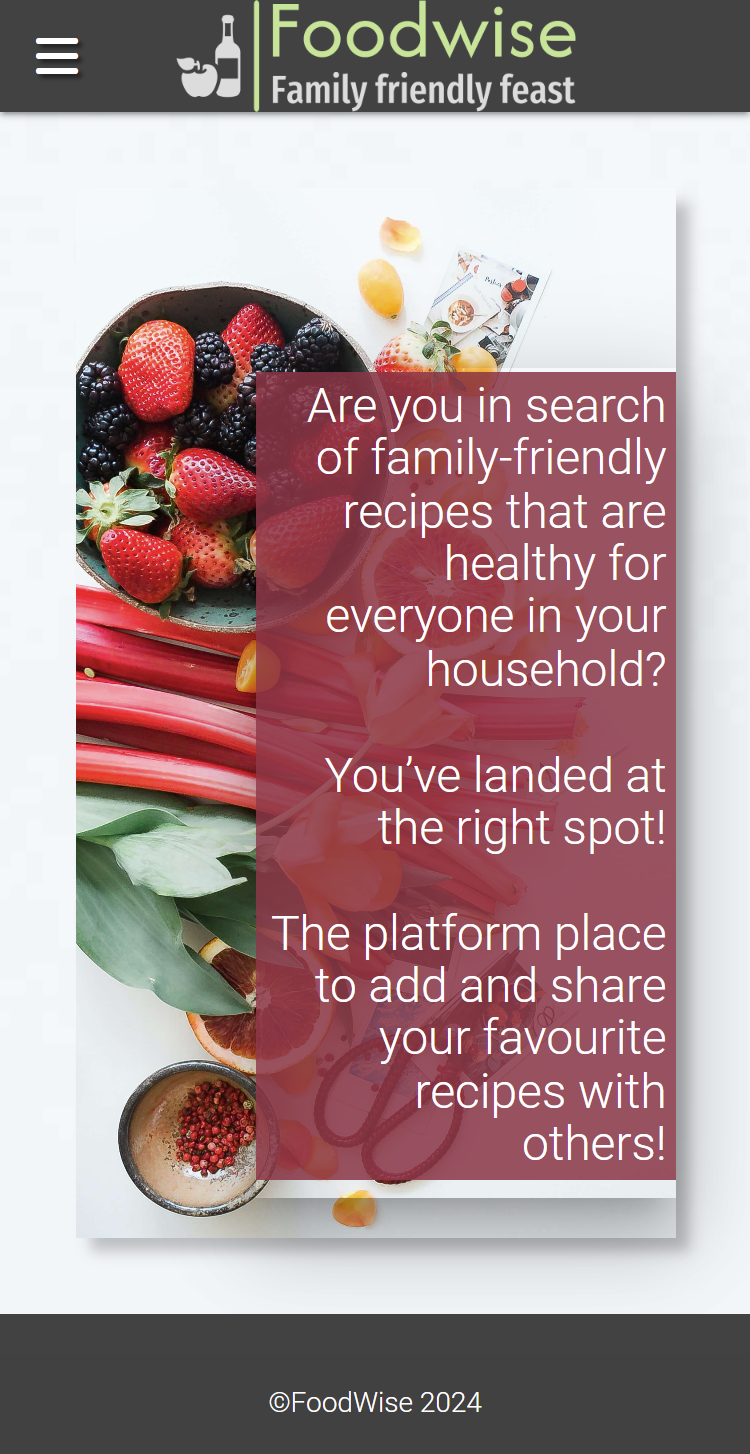 Foodwise
Family friendly feast
Are you in search
of family-friendly
recipes that are
healthy for
everyone in your
household?
You’ve landed at
the right spot!
The platform place
to add and share
your favourite
recipes with
others!
©FoodWise 2024